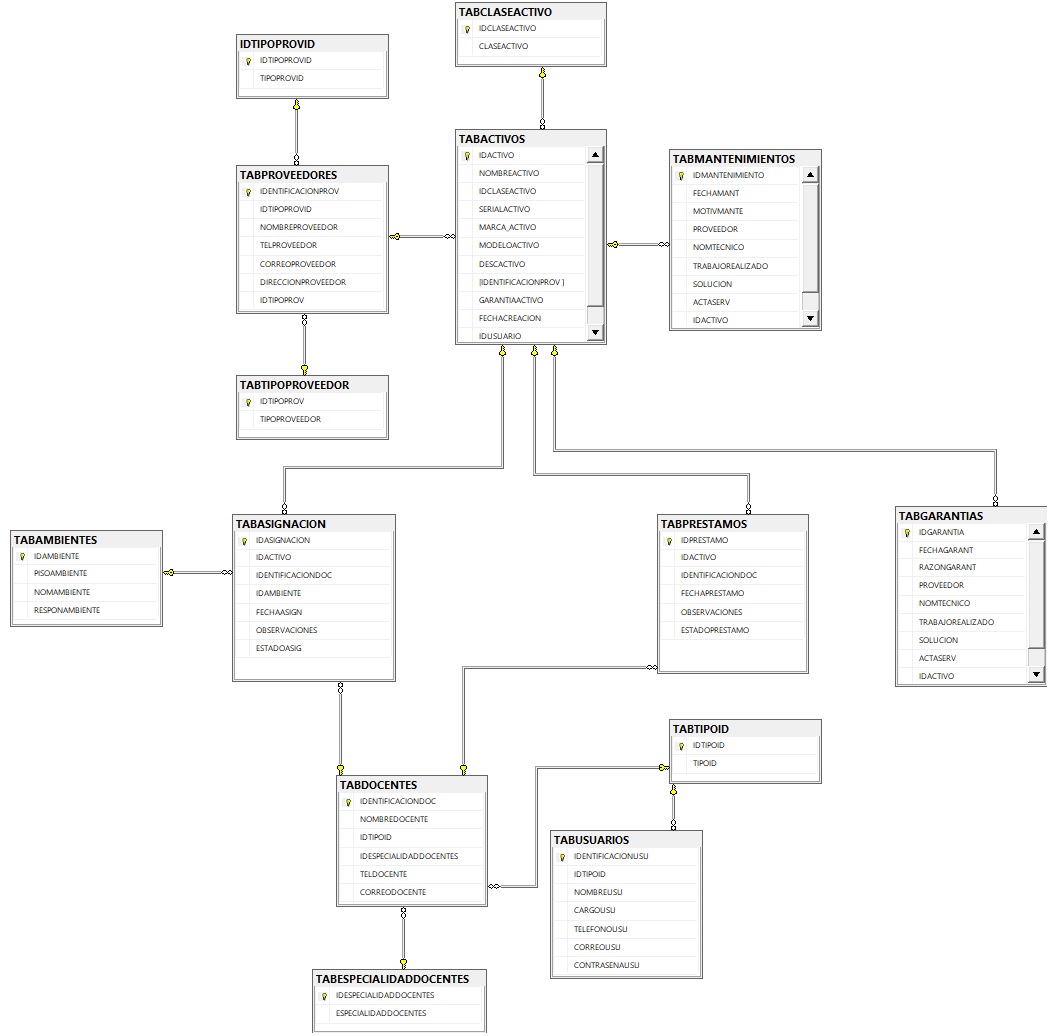 TABCLASEACTIVO
IDCLASEACTIVO
CLASEACTIVO
IDTIPOPROVID
IDTIPOPROVID
TIPOPROVID
TABACTIVOS
IDACTIVO
NOMBREACTIVO
IDCLASEACTIVO
SERIALACTIVO
MARCA_ACTIVO
MODELOACTIVO
DESCACTIVO
[IDENTIFICACIONPROV ]
GARANTIAACTIVO
FECHACREACION
IDUSUARIO
TABMANTENIMIENTOS
IDMANTENIMIENTO
FECHAMANT
MOTIVMANTE
PROVEEDOR
NOMTECNICO
TRABAJOREALIZADO
SOLUCION
ACTASERV
IDACTIVO
TABPROVEEDORES
IDENTIFICACIONPROV
IDTIPOPROVID
NOMBREPROVEEDOR
TELPROVEEDOR
CORREOPROVEEDOR
DIRECCIONPROVEEDOR
IDTIPOPROV
TABTIPOPROVEEDOR
IDTIPOPROV
TIPOPROVEEDOR
TABAMBIENTES
IDAMBIENTE
PISOAMBIENTE
NOMAMBIENTE
RESPONAMBIENTE
TABASIGNACION
IDASIGNACION
IDACTIVO
IDENTIFICACIONDOC
IDAMBIENTE
FECHAASIGN
OBSERVACIONES
ESTADOASIG
TABPRESTAMOS
IDPRESTAMO
IDACTIVO
IDENTIFICACIONDOC
FECHAPRESTAMO
OBSERVACIONES
ESTADOPRESTAMO
TABGARANTIAS
IDGARANTIA
FECHAGARANT
RAZONGARANT
PROVEEDOR
NOMTECNICO
TRABAJOREALIZADO
SOLUCION
ACTASERV
IDACTIVO
TABTIPOID
IDTIPOID
TIPOID
TABDOCENTES
IDENTIFICACIONDOC
NOMBREDOCENTE
IDTIPOID
IDESPECIALIDADDOCENTES
TELDOCENTE
CORREODOCENTE
TABUSUARIOS
IDENTIFICACIONUSU
IDTIPOID
NOMBREUSU
CARGOUSU
TELEFONOUSU
CORREOUSU
CONTRASENAUSU
TABESPECIALIDADDOCENTES
IDESPECIALIDADDOCENTES
ESPECIALIDADDOCENTES